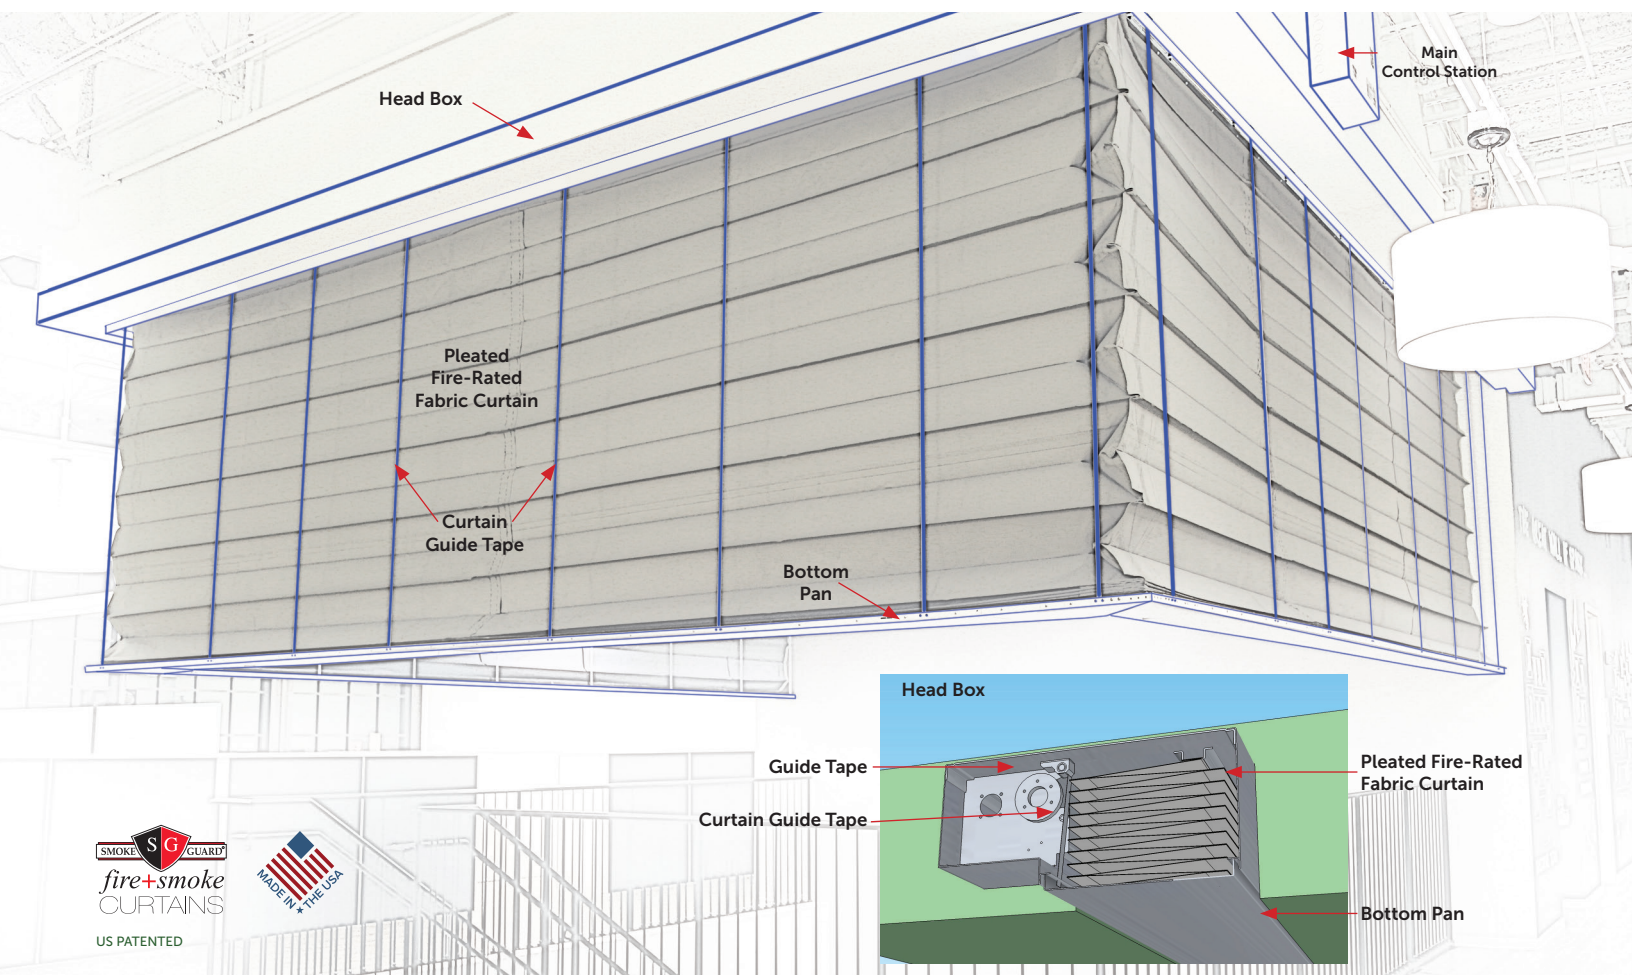 Main
Control Station
Head Box
Pleated
Fire-Rated
Fabric Curtain
Curtain
Guide Tape
Bottom
Pan
Head Box
Guide Tape
Pleated Fire-Rated
Fabric Curtain
Curtain Guide Tape
Bottom Pan
SMOKE SG GUARD®
fire+smoke
CURTAINS
MADE IN ★ THE USA
US PATENTED